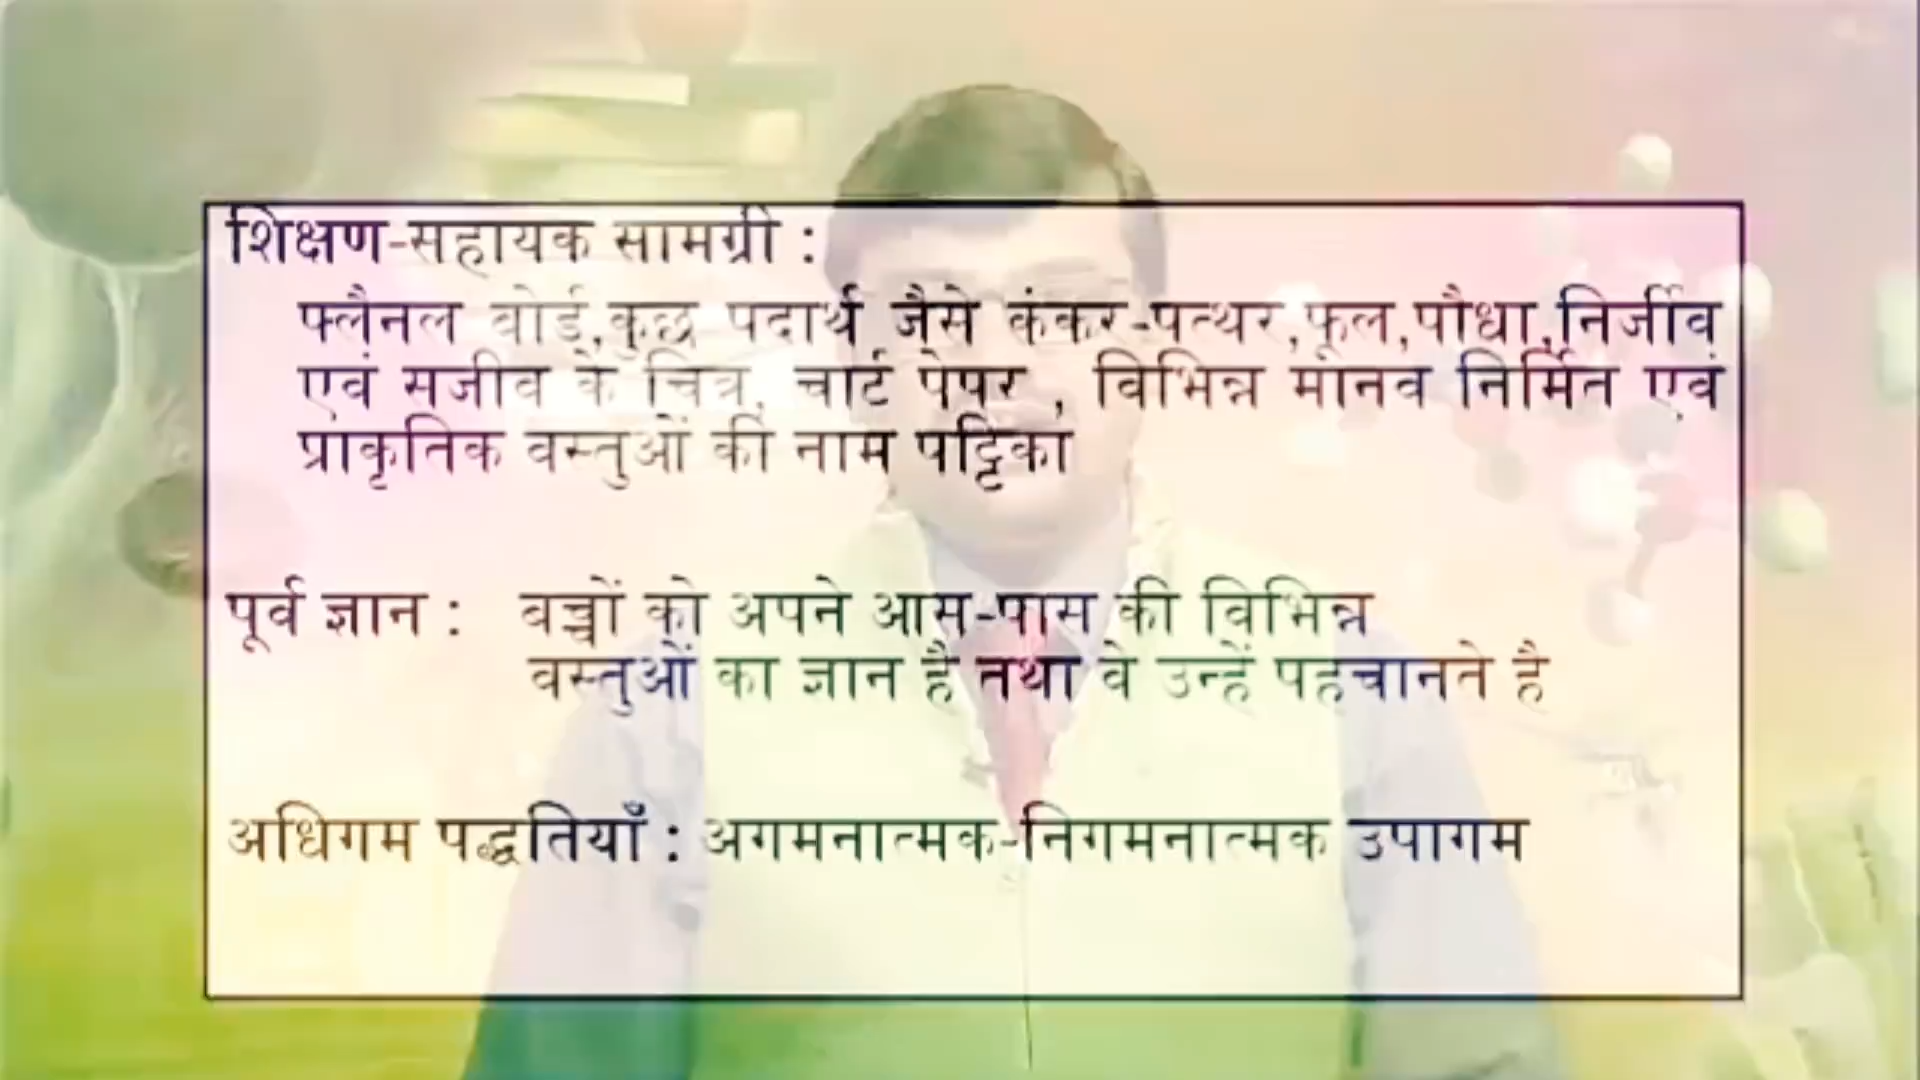 शिक्षण-सहायक सामग्री :
फ्लैनल बोर्ड,कुछ पदार्थ जैसे कंकर-पत्थर,फूल,पौधा,निर्जीव
एवं सजीव के चित्र, चार्ट पेपर , विभिन्न मानव निर्मित एवं
प्राकृतिक वस्तुओं की नाम पट्टिका
पूर्व ज्ञान : बच्चों को अपने आस-पास की विभिन्न
वस्तुओं का ज्ञान है तथा वे उन्हें पहचानते है
अधिगम पद्धतियाँ : अगमनात्मक-निगमनात्मक उपागम